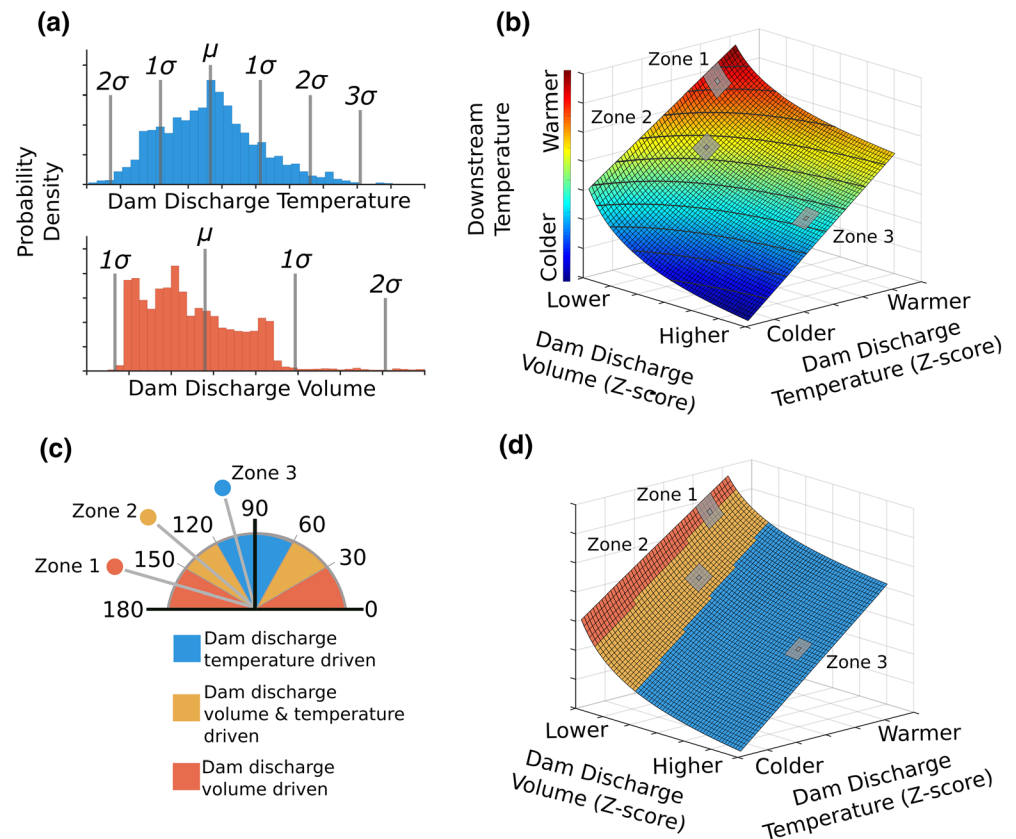 (a)
2σ
1σ
μ
1σ
2σ
3σ
Probability
Density
Dam Discharge Temperature
1σ
μ
1σ
2σ
Dam Discharge Volume
(b)
Zone 1
Zone 2
Zone 3
Downstream
Temperature
Warmer
Colder
Lower
Higher
Colder
Warmer
Dam Discharge
Volume (Z-score)
Dam Discharge
Temperature (Z-score)
(c)
Zone 3
Zone 2
Zone 1
180
150
120
90
60
30
0
Dam discharge
temperature driven
Dam discharge
volume & temperature
driven
Dam discharge
volume driven
(d)
Zone 1
Zone 2
Zone 3
Lower
Higher
Colder
Warmer
Dam Discharge
Volume (Z-score)
Dam Discharge
Temperature (Z-score)